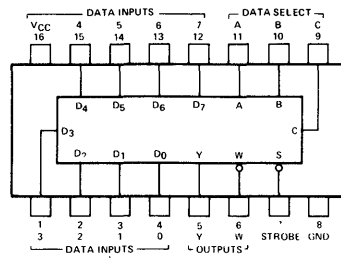 DATA INPUTS DATA SELECT
VCC 4 5 6 7 A B C
16 15 14 13 12 11 10 9
D4 D5 D6 D7 A B
D3 C
D2 D1 D0 Y W S
1 2 3 4 5 6 8
3 2 1 0 Y W STROBE GND
DATA INPUTS OUTPUTS